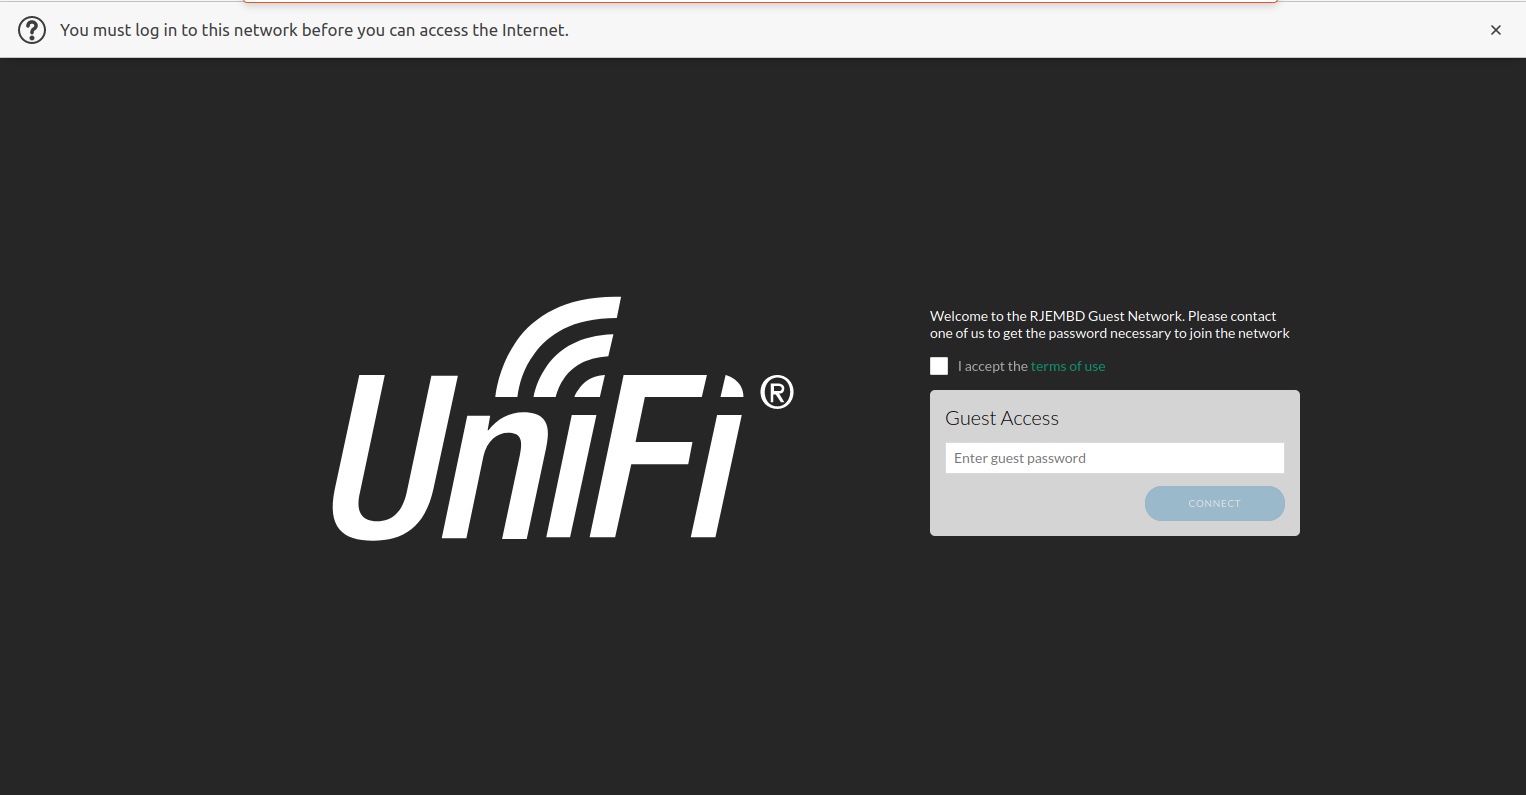 You must log in to this network before you can access the Internet.
UniFi®
Welcome to the RJEMBD Guest Network. Please contact
one of us to get the password necessary to join the network
I accept the terms of use
Guest Access
Enter guest password
CONNECT